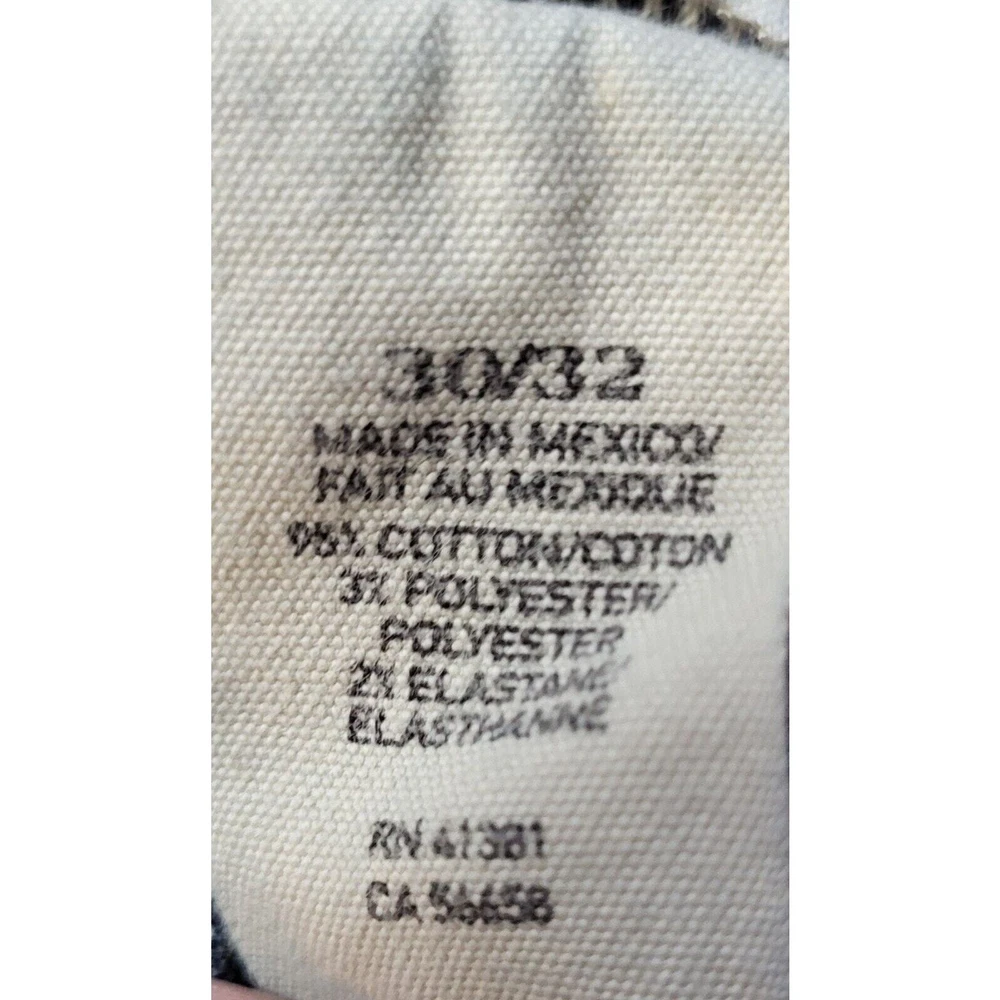 30/32
MADE IN MEXICO/
FAIT AU MEXIQUE
95% COTTON/COTON
3% POLYESTER/
POLYESTER
2% ELASTANE/
ELASTHANNE
RN 41381
CA 56658